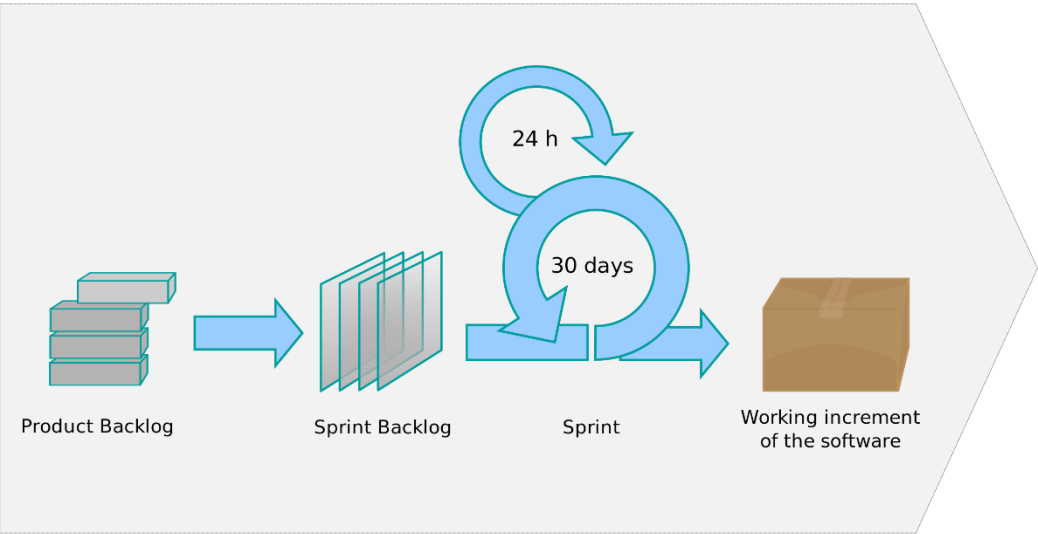 24 h
30 days
Product Backlog
Sprint Backlog
Sprint
Working increment
of the software